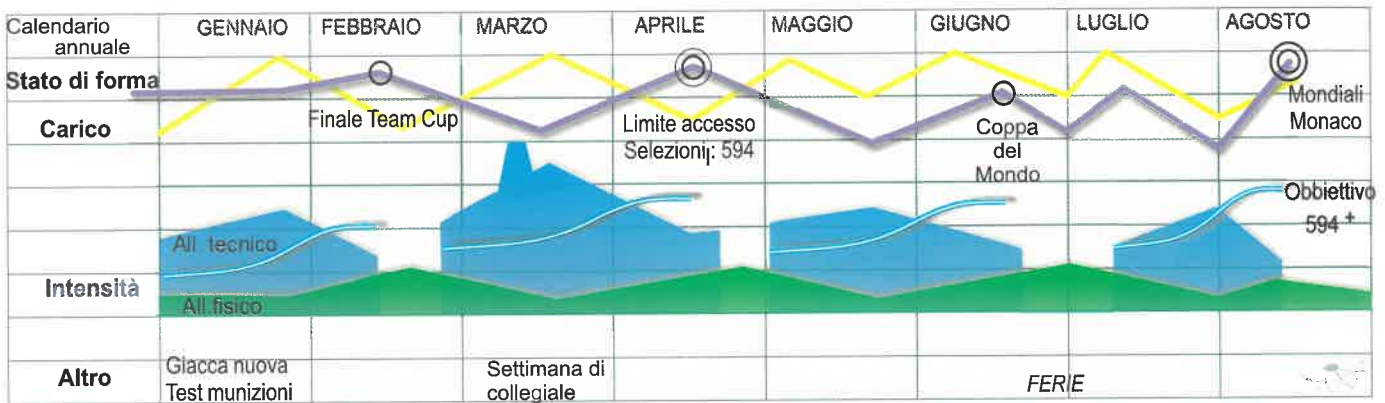 Calendario
annuale
GENNAIO
FEBBRAIO
MARZO
APRILE
MAGGIO
GIUGNO
LUGLIO
AGOSTO
Stato di forma
Carico
Finale Team Cup
Limite accesso
Selezioni¡: 594
Coppa
del
Mondo
Mondiali
Monaco
Obbiettivo
594 +
All. tecnico
Intensità
All.fisico
Altro
Giacca nuova
Test munizioni
Settimana di
collegiale
FERIE